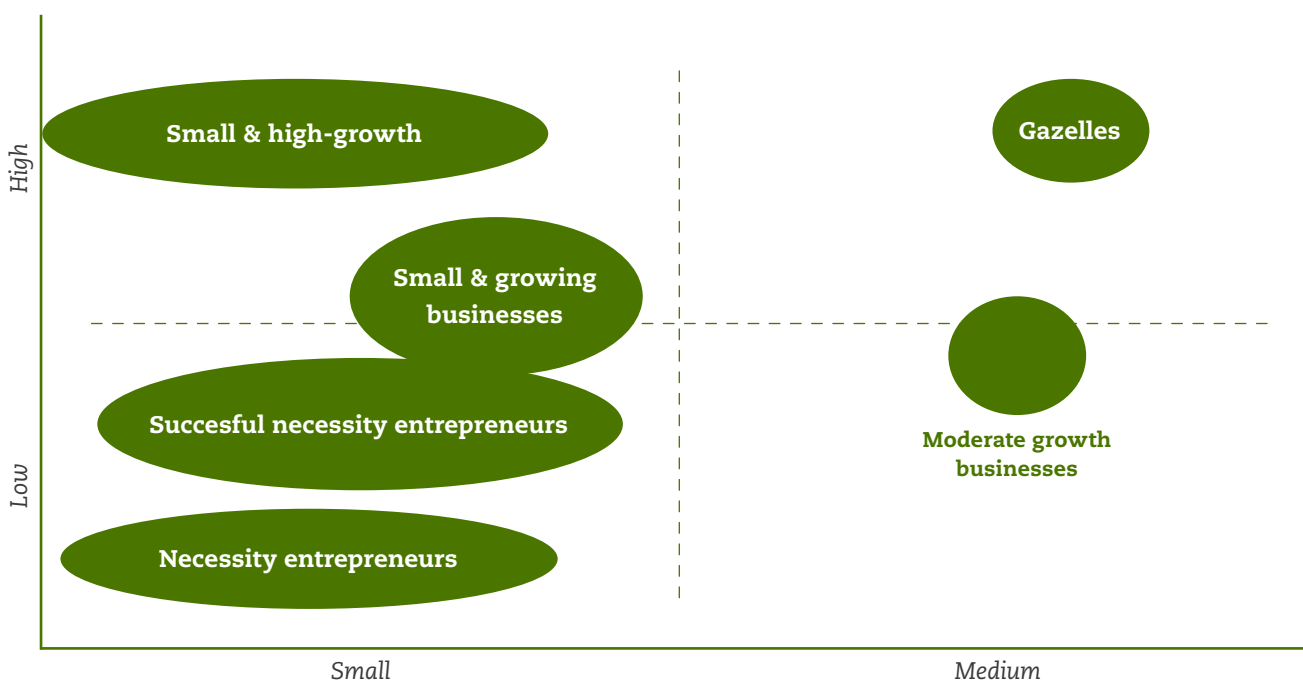 High
Small & high-growth
Gazelles
Small & growing
businesses
Succesful necessity entrepreneurs
Moderate growth
businesses
Low
Necessity entrepreneurs
Small
Medium